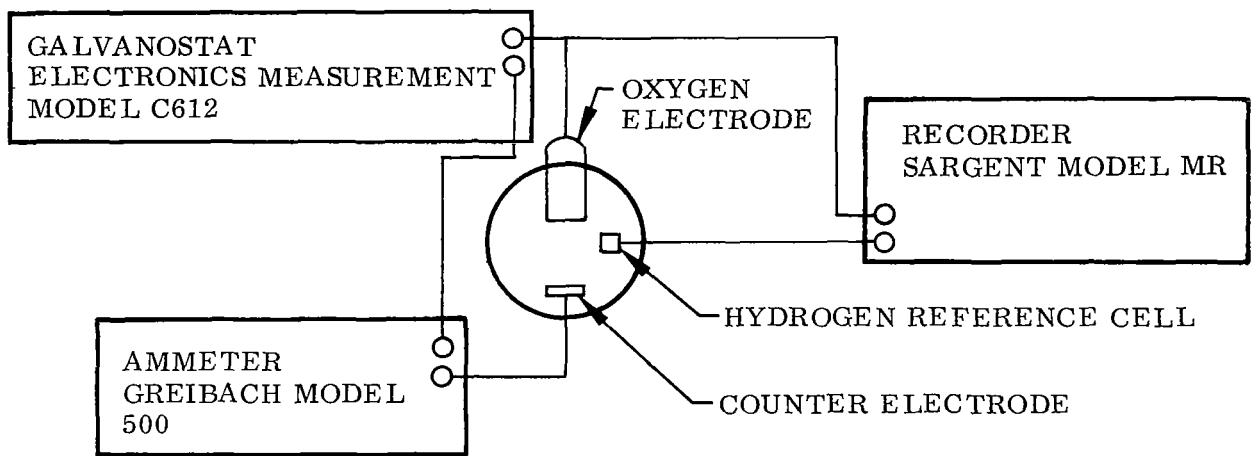 GALVANOSTAT
ELECTRONICS MEASUREMENT
MODEL C612
OXYGEN
ELECTRODE
RECORDER
SARGENT MODEL MR
HYDROGEN REFERENCE CELL
AMMETER
GREIBACH MODEL
500
COUNTER ELECTRODE